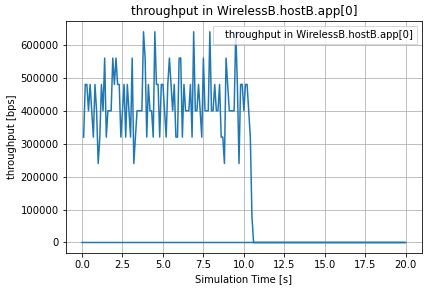 throughput in WirelessB.hostB.app[0]
throughput in WirelessB.hostB.app[0]
throughput [bps]
600000
500000
400000
300000
200000
100000
0
0.0 2.5 5.0 7.5 10.0 12.5 15.0 17.5 20.0
Simulation Time [s]